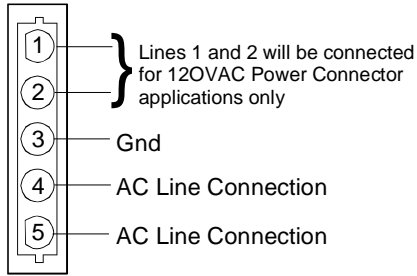 1
Lines 1 and 2 will be connected
for 12OVAC Power Connector
2
applications only
3
Gnd
4
AC Line Connection
5
AC Line Connection